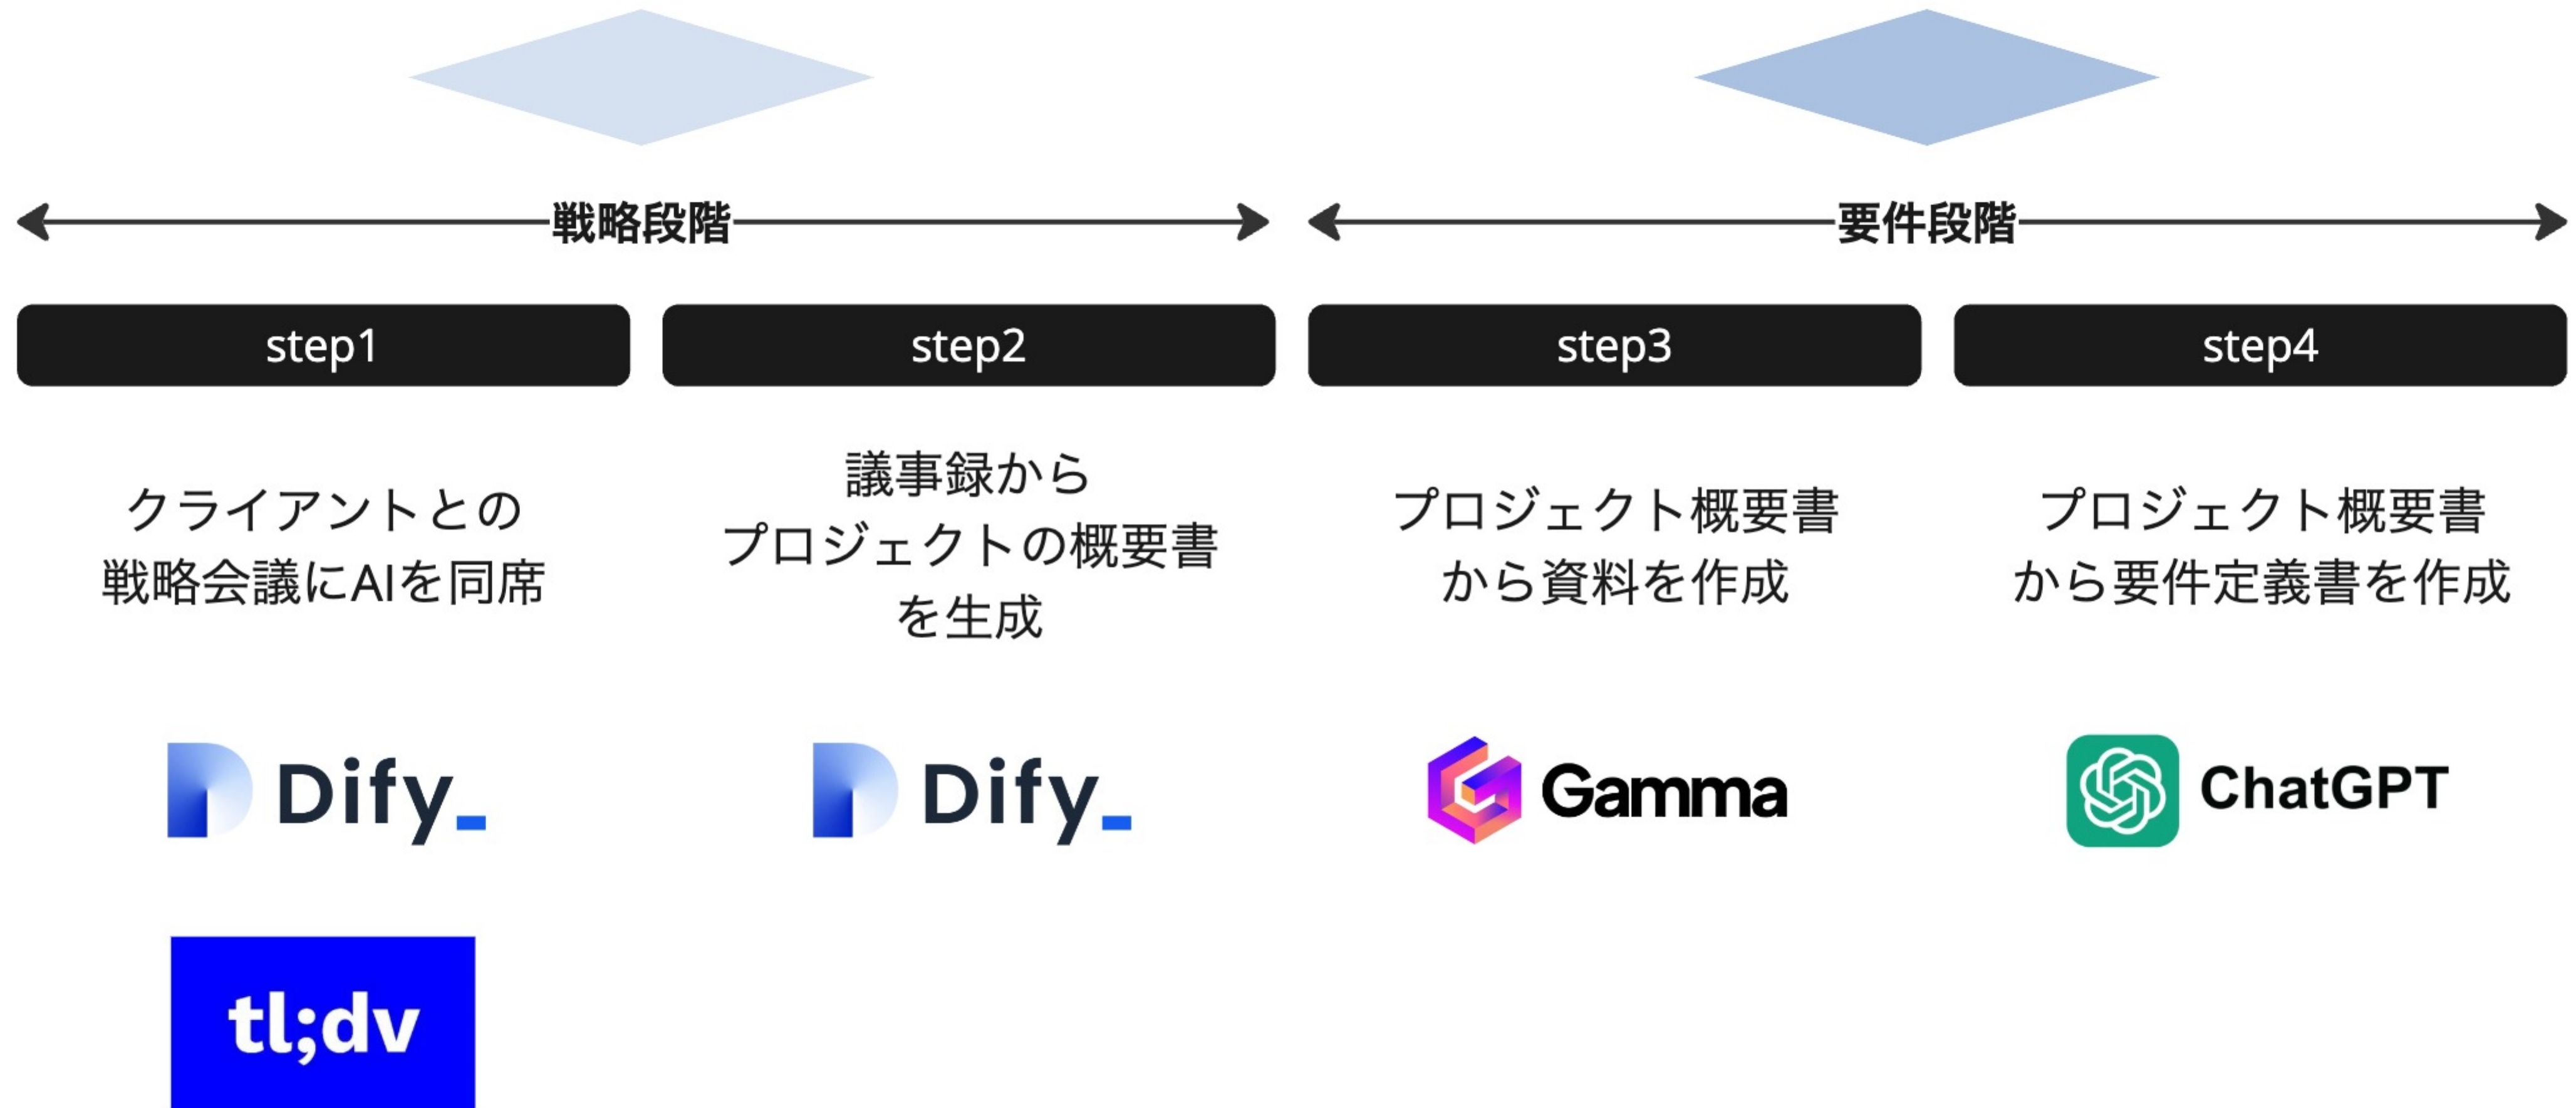 戦略段階
要件段階
step1
step2
step3
step4
クライアントとの
戦略会議にAIを同席
議事録から
プロジェクトの概要書
を生成
プロジェクト概要書
から資料を作成
プロジェクト概要書
から要件定義書を作成
Dify_
Dify_
Gamma
ChatGPT
tl;dv